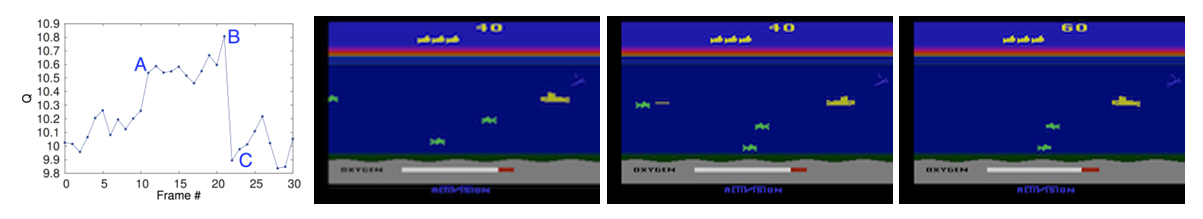 10.9
10.8
10.7
10.6
10.5
10.4
10.3
10.2
10.1
10
9.9
9.8
Q
A
B
C
0 5 10 15 20 25 30
Frame #
40
OXYGEN
ACTIVISION
40
OXYGEN
ACTIVISION
60
OXYGEN
ACTIVISION